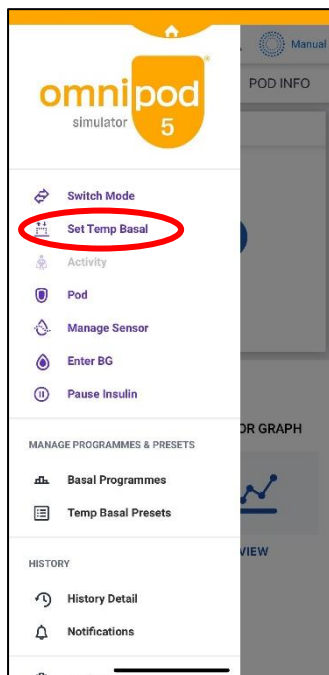 Manual
omnipod
simulator 5
POD INFO
Switch Mode
Set Temp Basal
Activity
Pod
Manage Sensor
Enter BG
Pause Insulin
OR GRAPH
MANAGE PROGRAMMES & PRESETS
Basal Programmes
Temp Basal Presets
VIEW
HISTORY
History Detail
Notifications